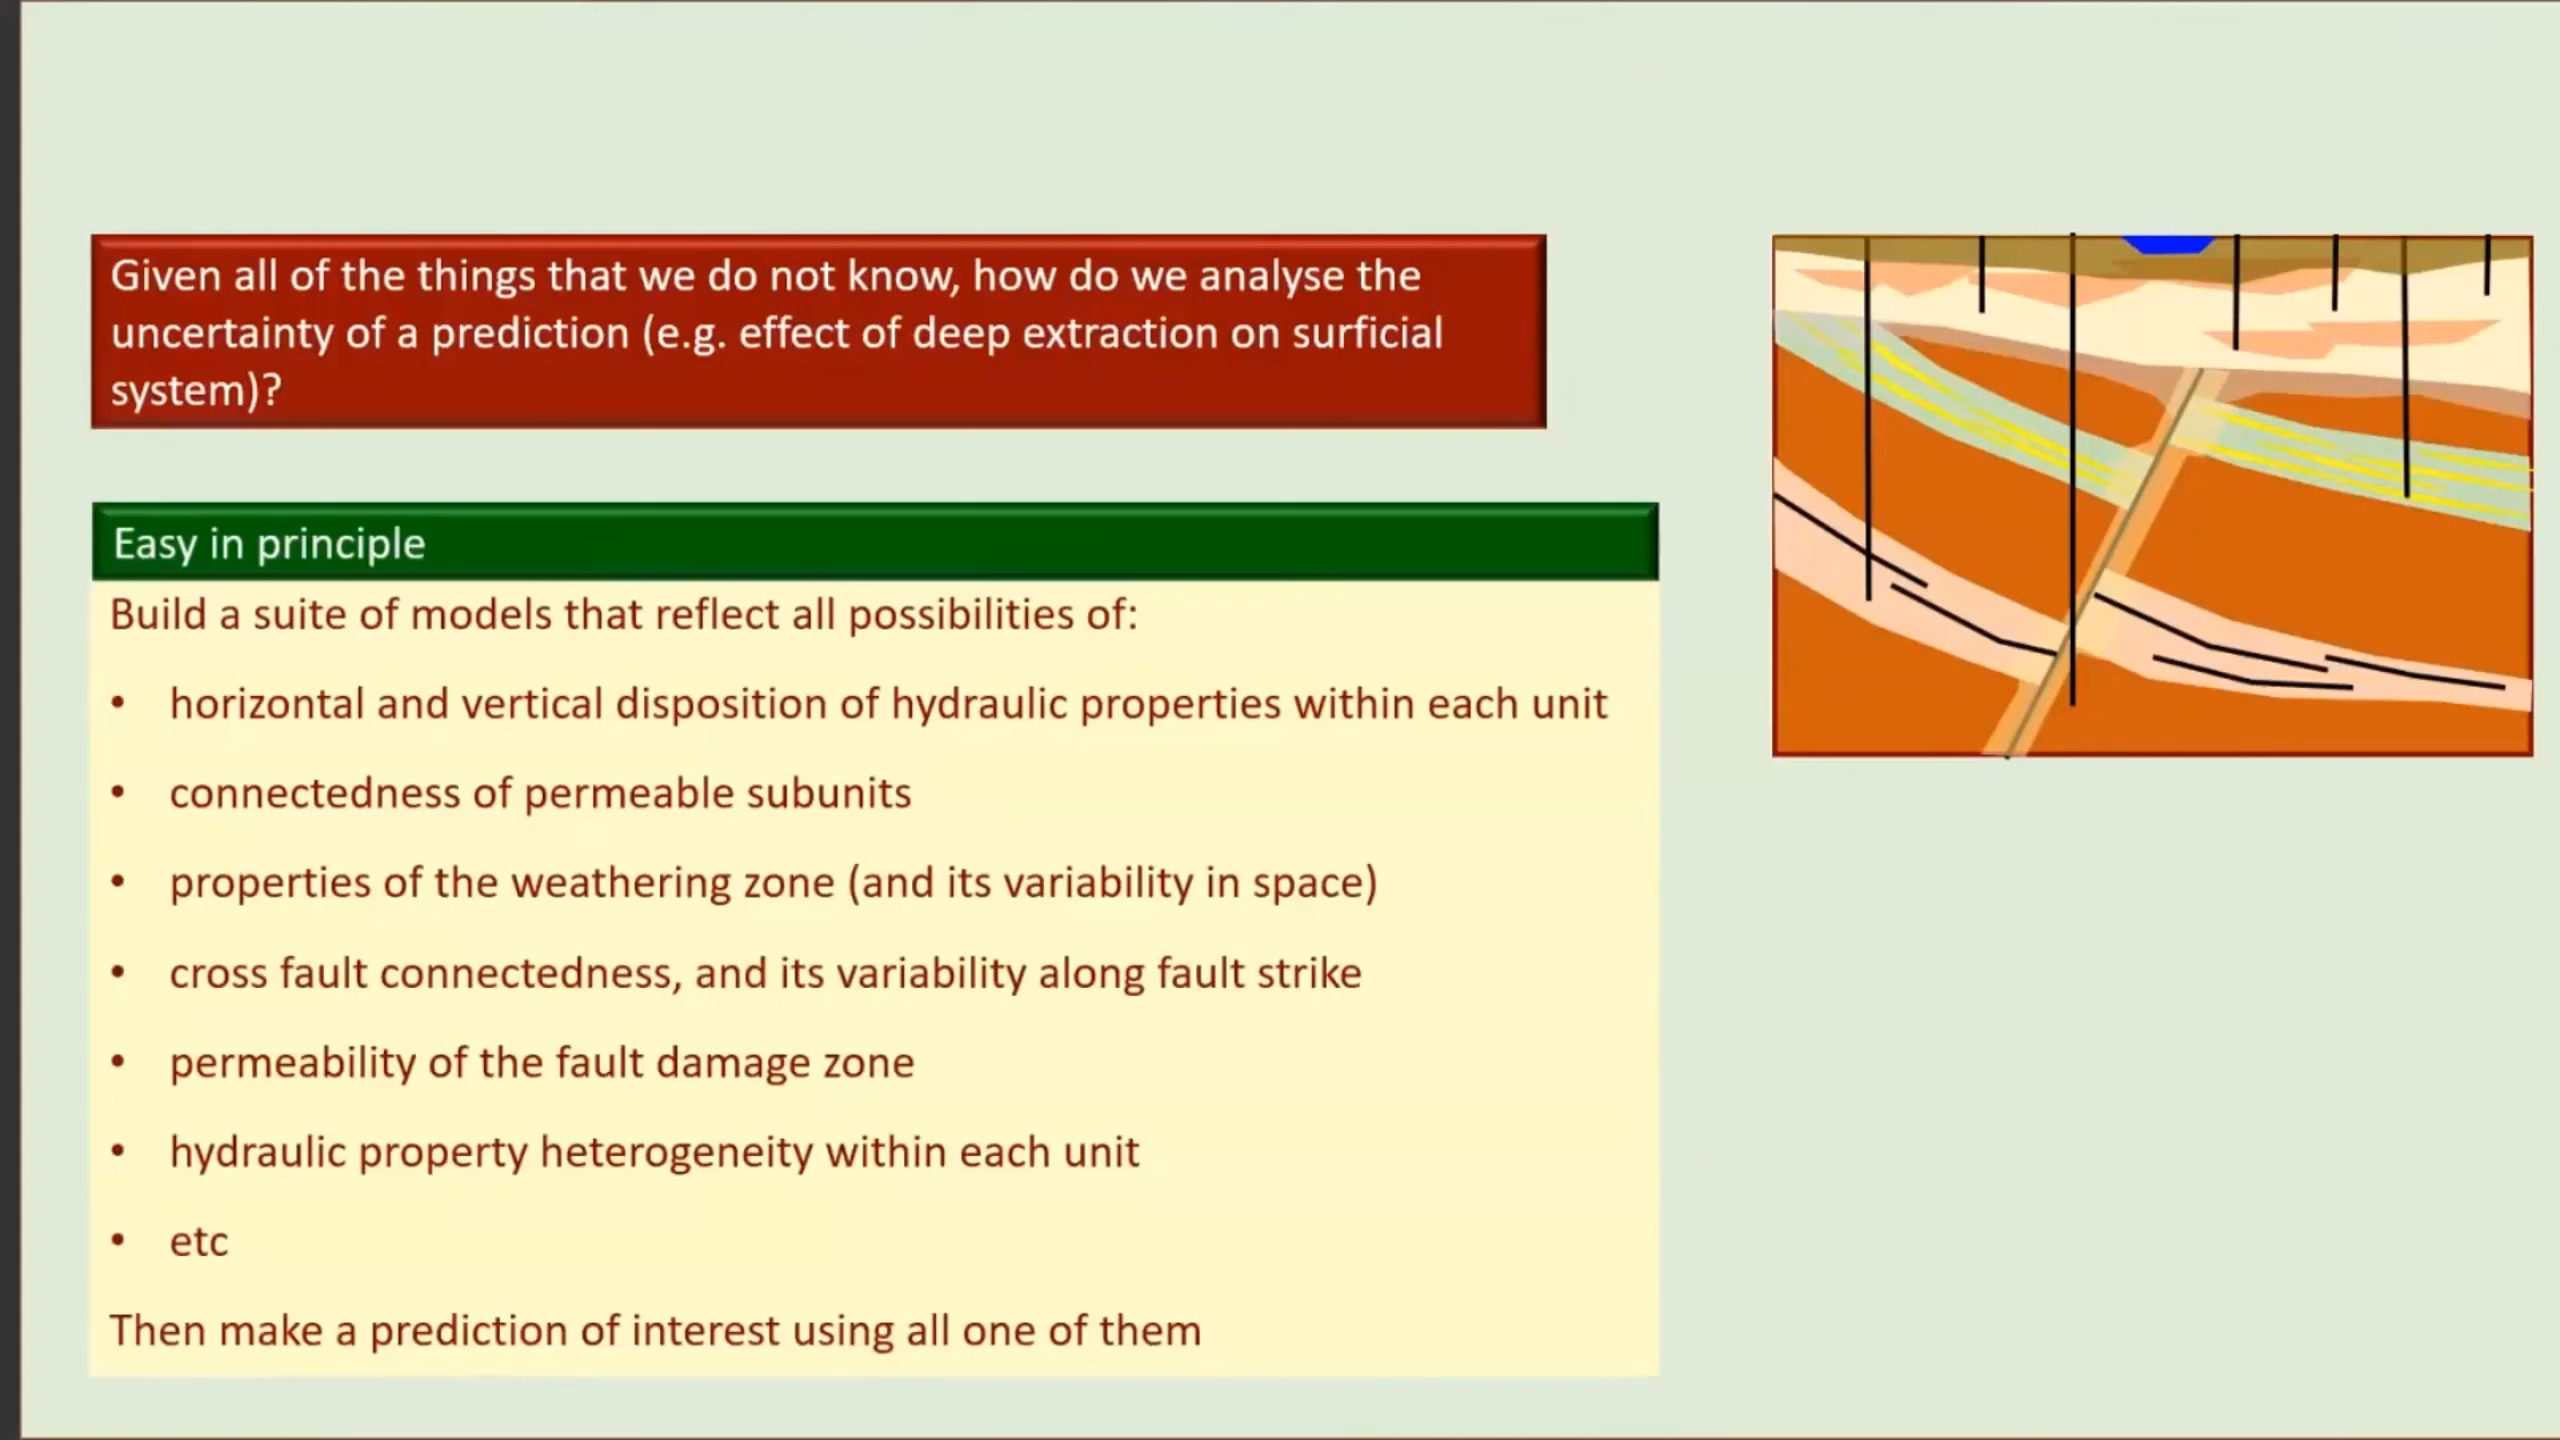 Given all of the things that we do not know, how do we analyse the
uncertainty of a prediction (e.g. effect of deep extraction on surficial
system)?
Easy in principle
Build a suite of models that reflect all possibilities of:
• horizontal and vertical disposition of hydraulic properties within each unit
• connectedness of permeable subunits
• properties of the weathering zone (and its variability in space)
• cross fault connectedness, and its variability along fault strike
• permeability of the fault damage zone
• hydraulic property heterogeneity within each unit
• etc
Then make a prediction of interest using all one of them